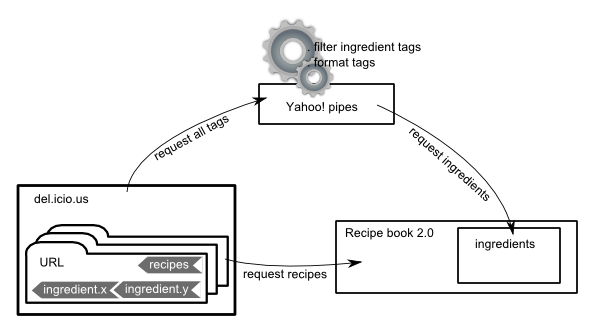 . filter ingredient tags
. format tags
Yahoo! pipes
request all tags
request ingredients
del.icio.us
URL
recipes
ingredient.x
ingredient.y
request recipes
Recipe book 2.0
ingredients